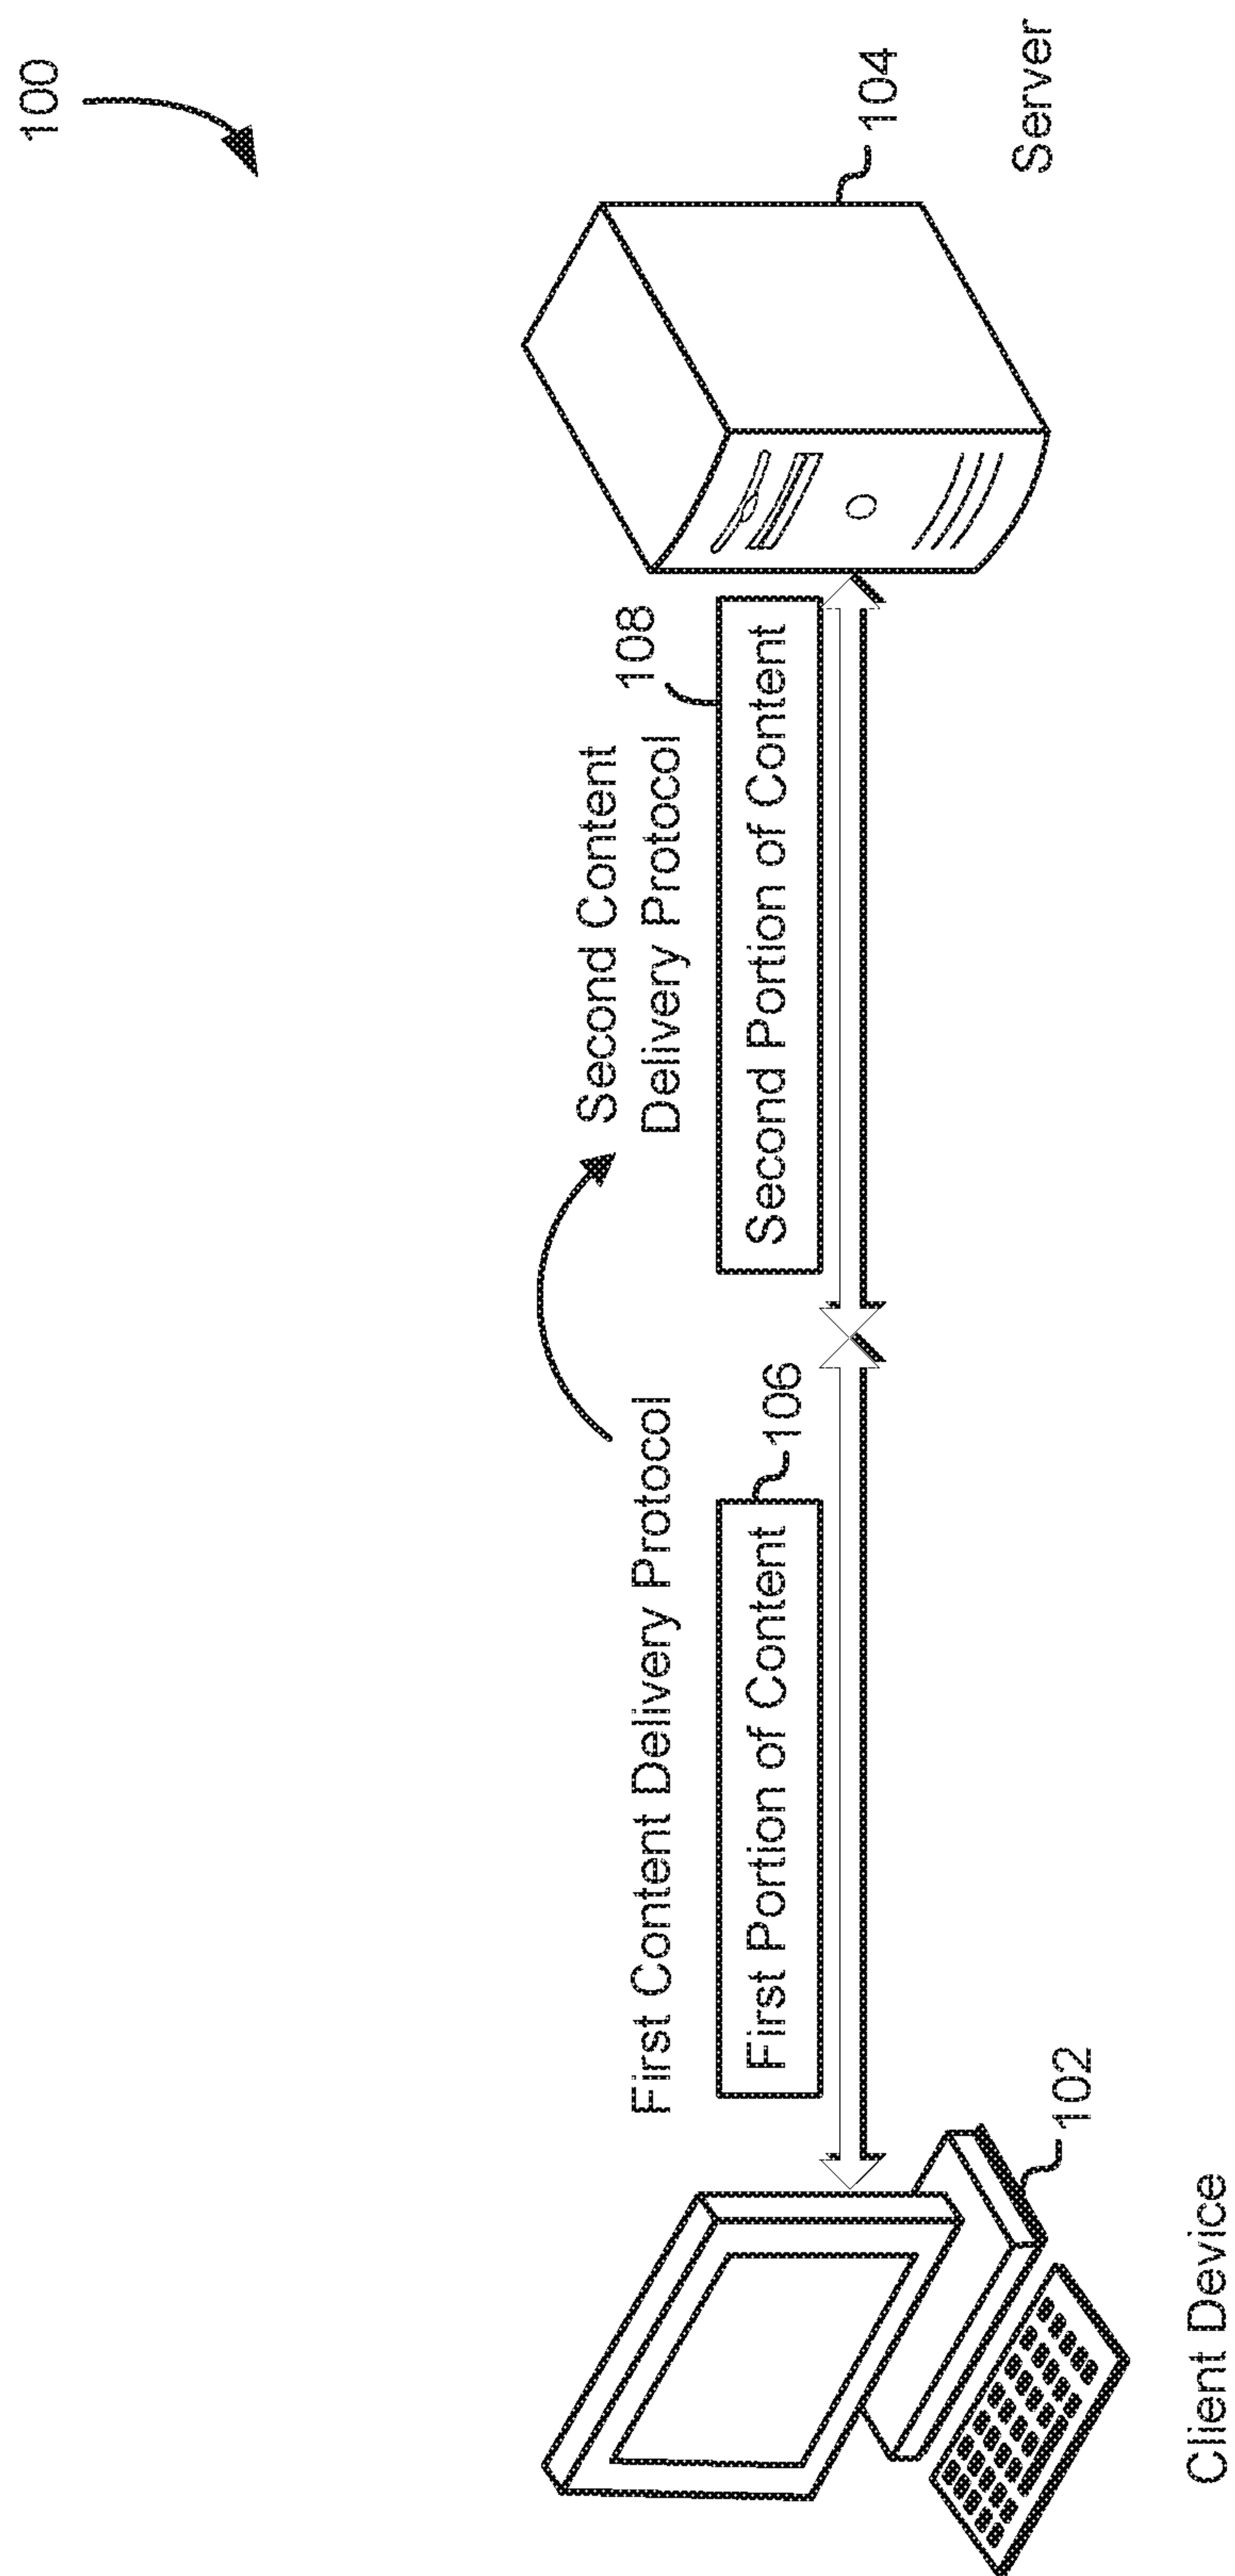 100
Second Content
Delivery Protocol
108
First Content Delivery Protocol
First Portion of Content
106
Second Portion of Content
104
102
Client Device
Server